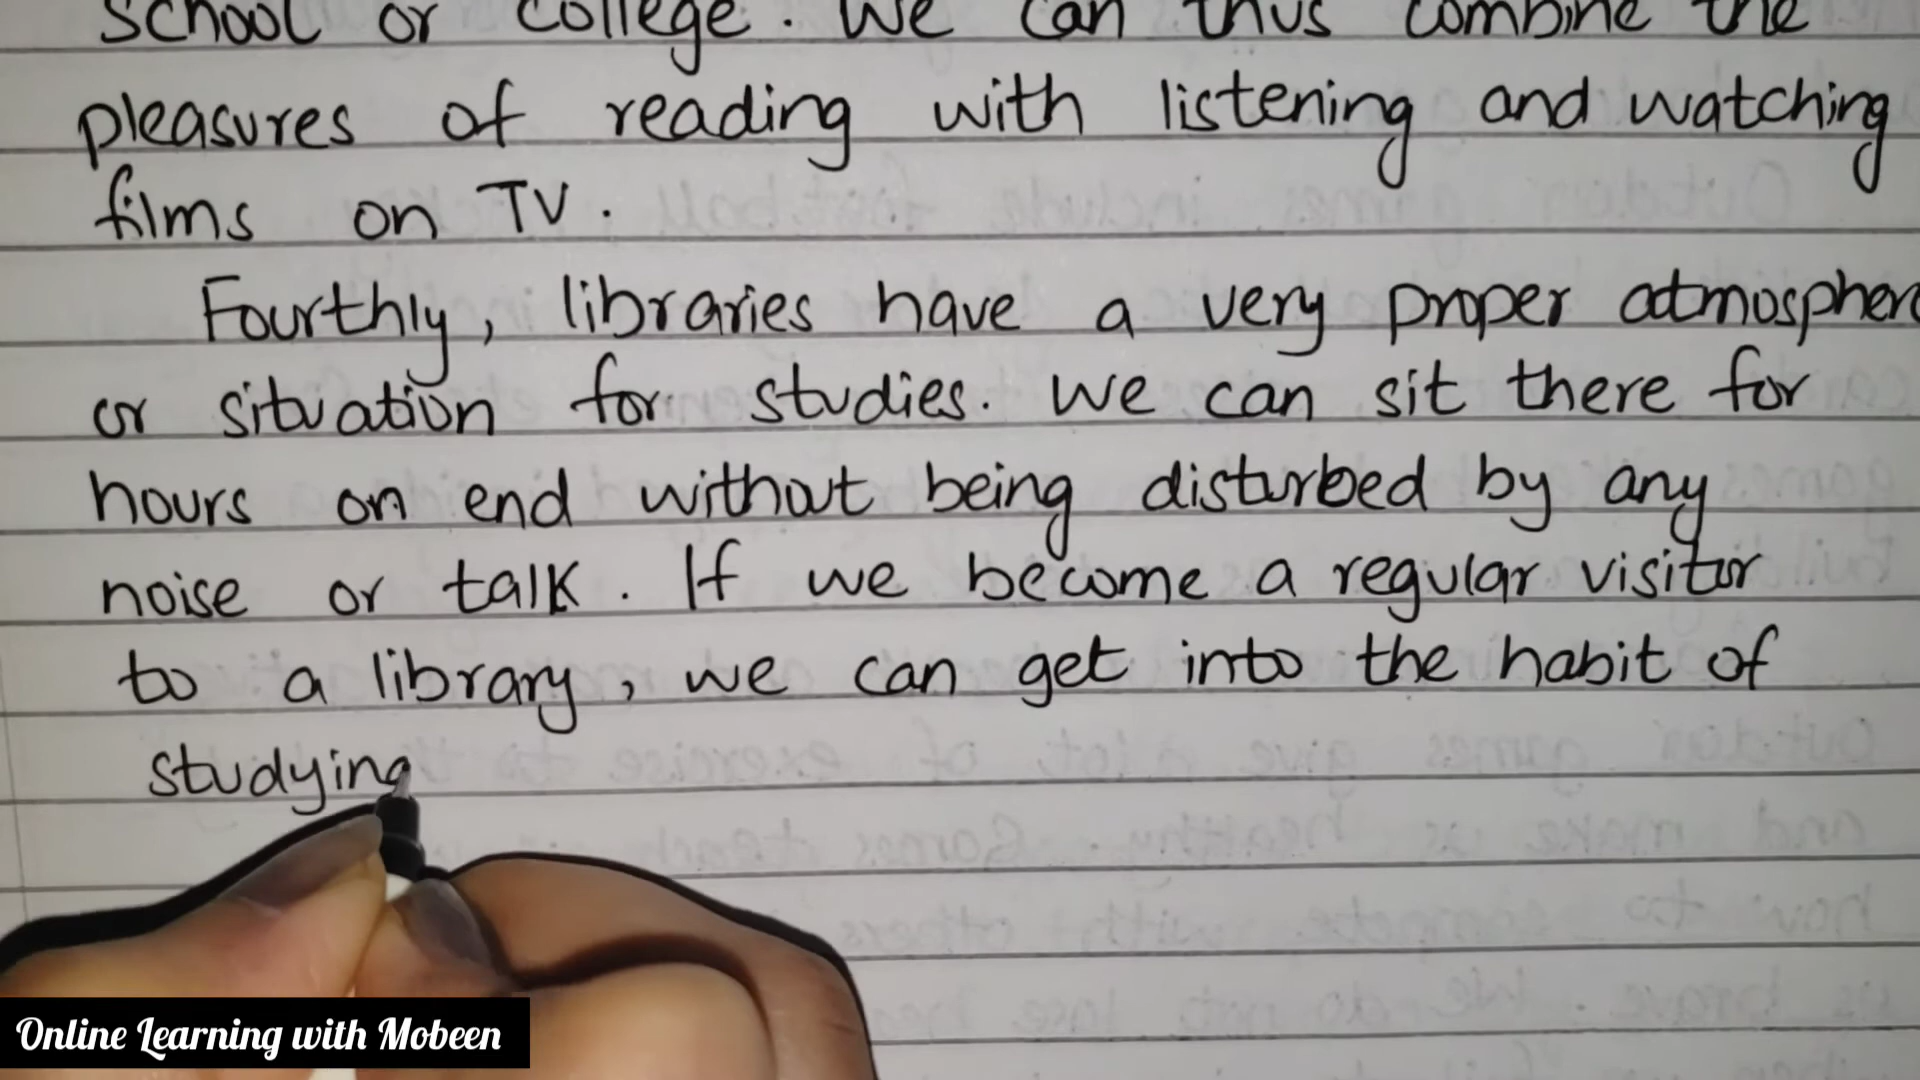 school or college. We can thus combine the
pleasures of reading with listening and watching
films on TV.
Fourthly, libraries have a very proper atmospher
or situation for studies. We can sit there for
hours on end without being disturbed by any
noise or talk. If we become a regular visitor
to a library, we can get into the habit of
studying
Online Learning with Mobeen